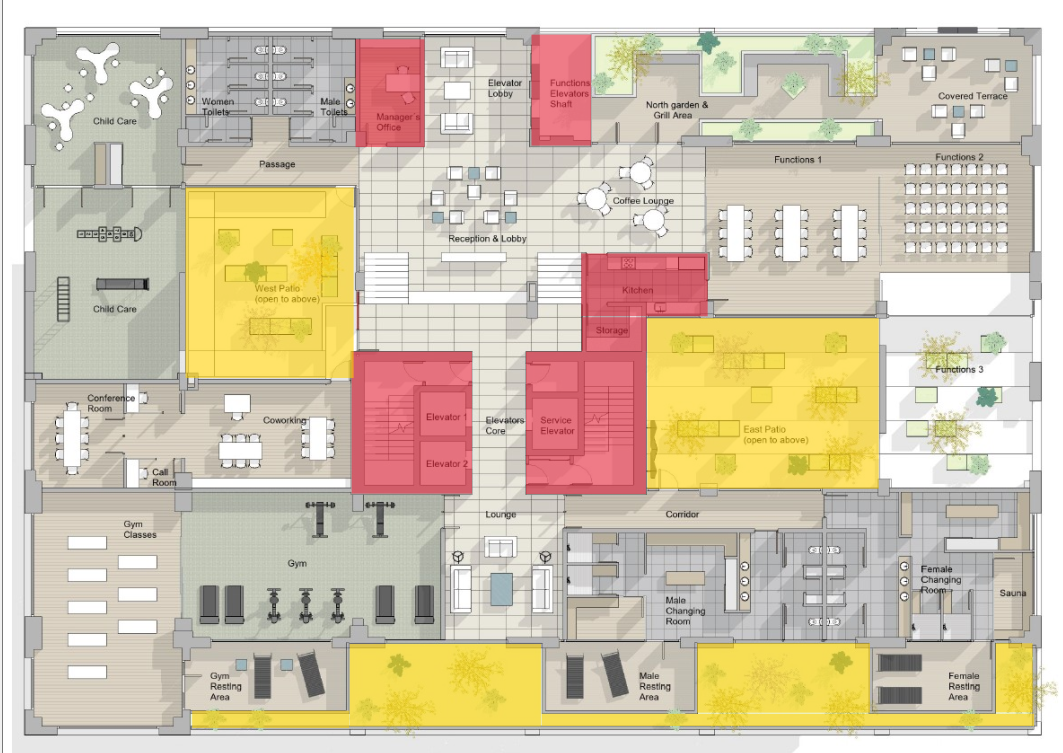 Child Care
Women
Toilets
Male
Toilets
Manager's
Office
Elevator
Lobby
Functions
Elevators
Shaft
North garden &
Grill Area
Covered Terrace
Passage
Functions 1
Functions 2
Coffee Lounge
Reception & Lobby
Child Care
West Patio
(open to above)
Kitchen
Storage
Functions 3
Conference
Room
Coworking
Call
Room
Elevator 1
Elevator 2
Elevators
Core
Service
Elevator
East Patio
(open to above)
Gym
Classes
Gym
Lounge
Corridor
Male
Changing
Room
Female
Changing
Room
Sauna
Gym
Resting
Area
Male
Resting
Area
Female
Resting
Area